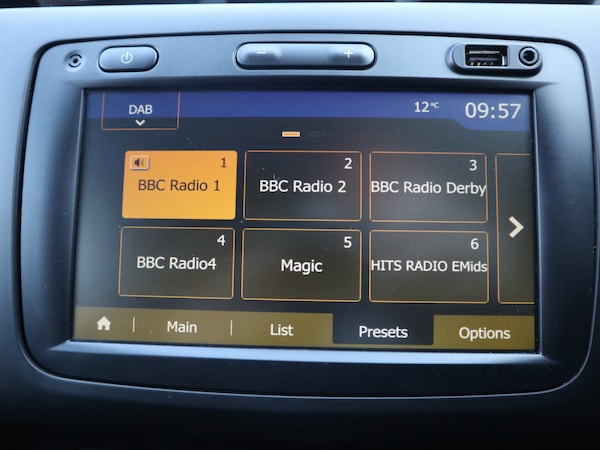 DAB
12°C
09:57
1
BBC Radio 1
2
BBC Radio 2
3
BBC Radio Derby
4
BBC Radio4
5
Magic
6
HITS RADIO EMids
Main
List
Presets
Options